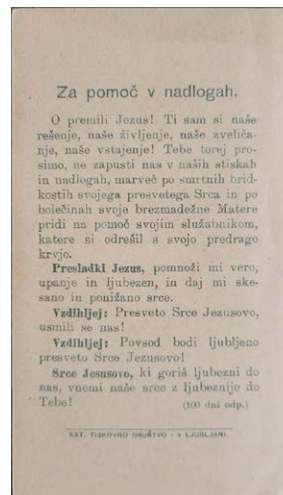 Za pomoč v nadlogah.
O premili Jezus! Ti sam si naše
rešenje, naše življenje, naše zveliča-
nje, naše vstajenje! Tebe torej pro-
simo, ne zapusti nas v naših stiskah
in nadlogah, marveč po smrtnih brid-
kostih svojega presvetega Srca in po
bolečinah svoje brezmadežne Matere
pridi na pomoč svojim služabnikom,
katere si odrešil s svojo predrago
krvjo.
Presladki Jezus, pomnoži mi vero,
upanje in ljubezen, in daj mi ske-
sano in ponižano srce.
Vzdihljej: Presveto Srce Jezusovo,
usmili se nas!
Vzdihljej: Povsod bodi ljubljeno
presveto Srce Jezusovo!
Srce Jesusovo, ki goriš ljubezni do
nas, vnemi naše srce z ljubeznijo do
Tebe! (100 dni odp.)
KAT. TISKOVNO DRUŠTVO - V LJUBLJANI.